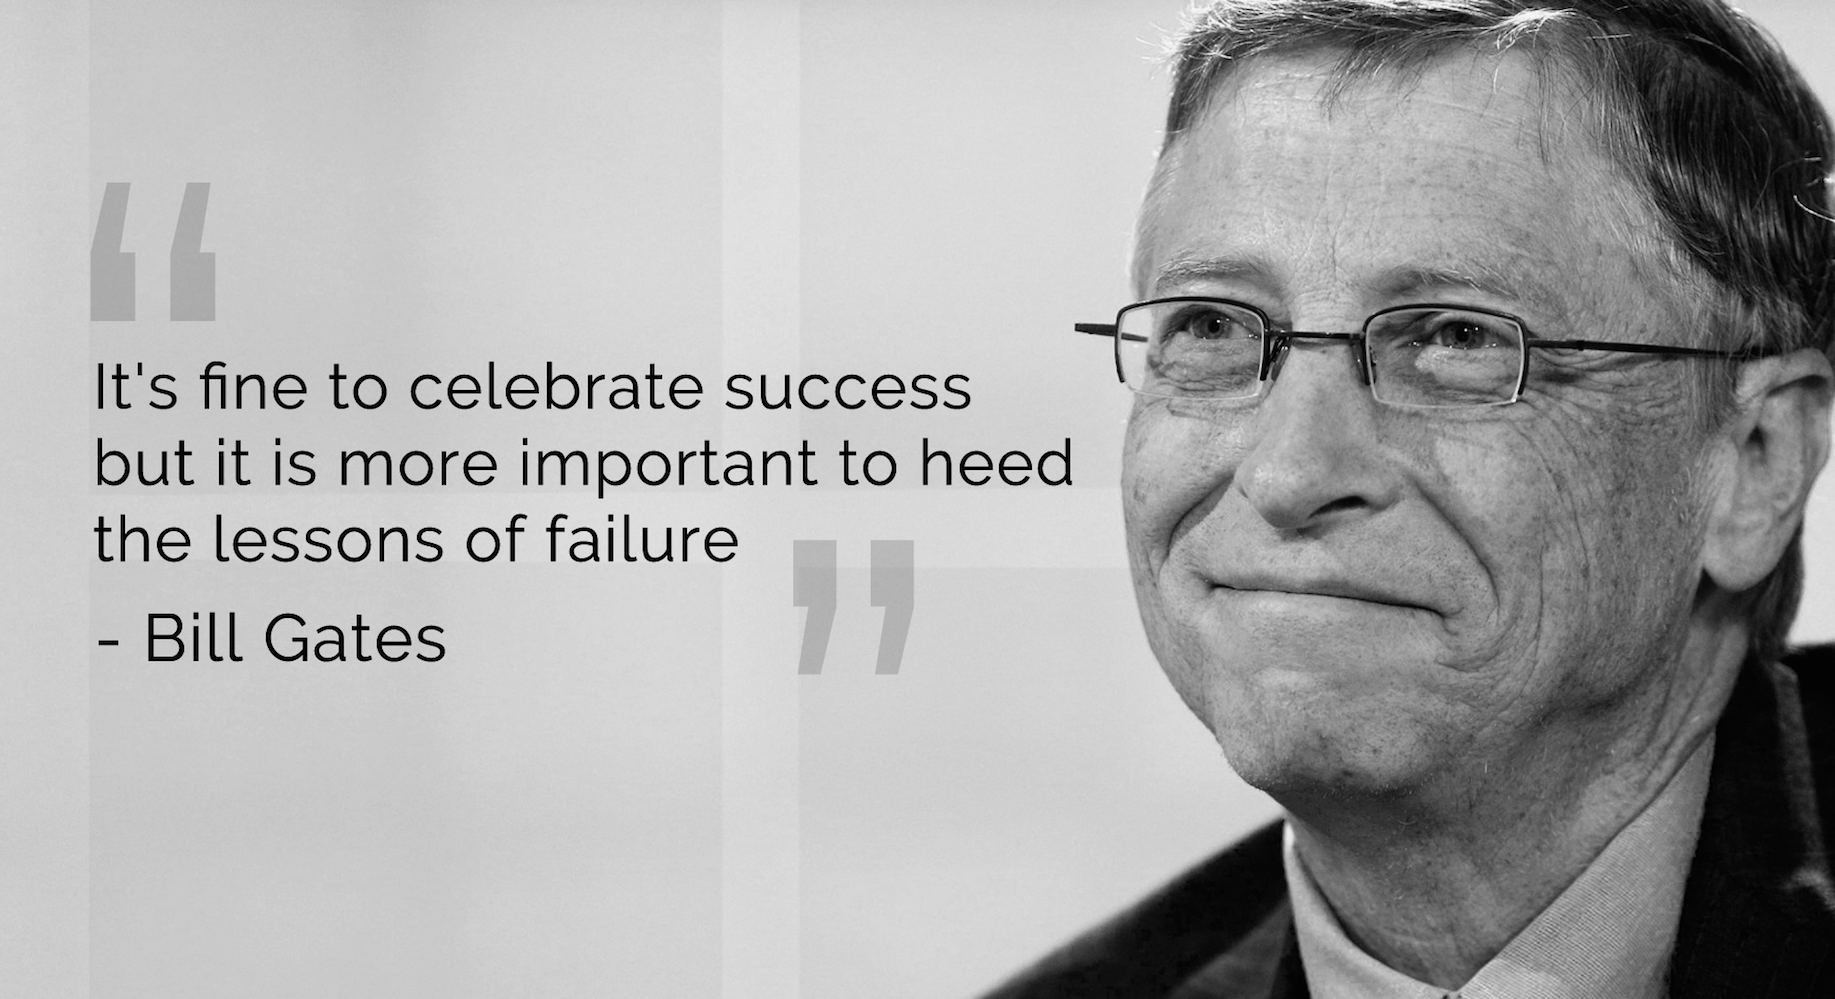 “
It's fine to celebrate success
but it is more important to heed
the lessons of failure
”
- Bill Gates